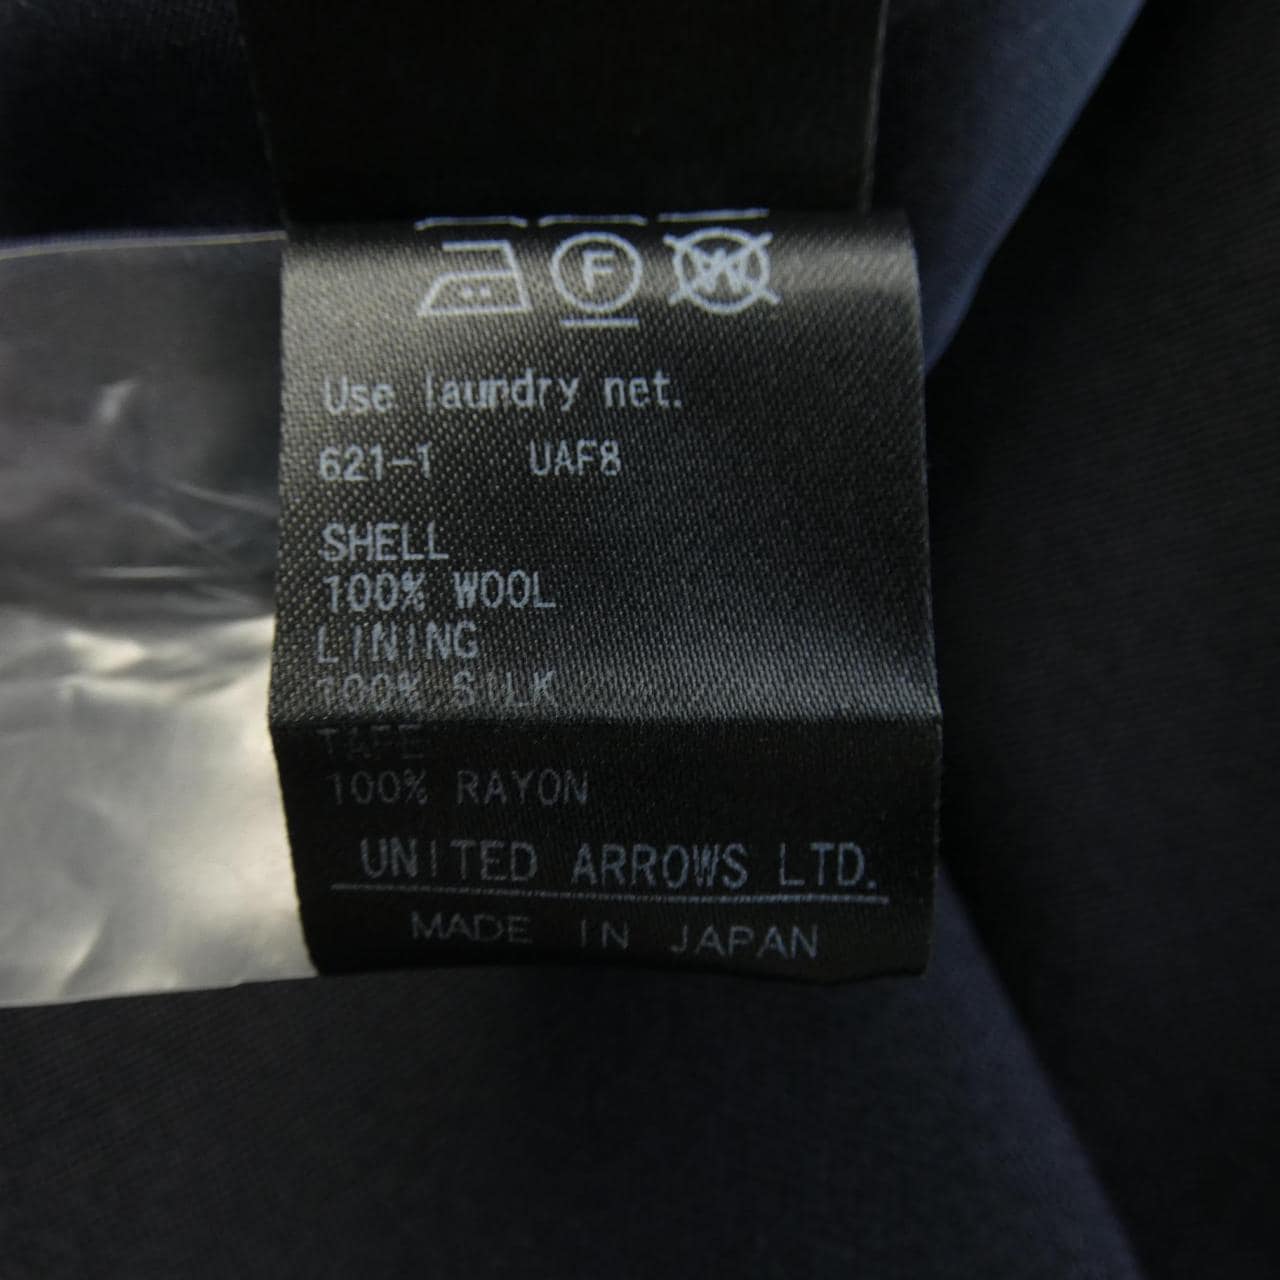 F W
Use laundry net.
621-1 UAF8
SHELL
100% WOOL
LINING
100% SILK
TAPE
100% RAYON
UNITED ARROWS LTD.
MADE IN JAPAN